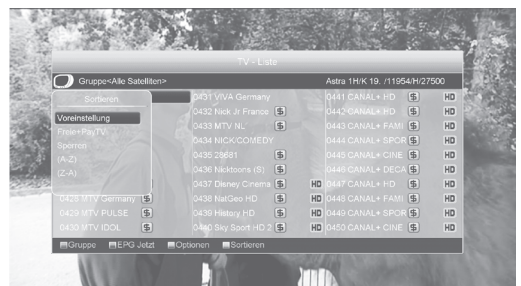 TV - Liste
Gruppe<Alle Satelliten>
Astra 1H/K 19. /11954/H/27500
Sortieren
Voreinstellung
Freie+PayTV
Sperren
(A-Z)
(Z-A)
0428 MTV Germany $
0429 MTV PULSE $
0430 MTV IDOL $
0431 VIVA Germany
0432 Nick Jr France $
0433 MTV NL $
0434 NICK/COMEDY
0435 28681 $
0436 Nicktoons (S) $
0437 Disney Cinema $ HD
0438 NatGeo HD $ HD
0439 History HD $ HD
0440 Sky Sport HD 2 $ HD
0441 CANAL+ HD $ HD
0442 CANAL+ HD $ HD
0443 CANAL+ FAMI $ HD
0444 CANAL+ SPOR $ HD
0445 CANAL+ CINE $ HD
0446 CANAL+ DECA $ HD
0447 CANAL+ HD $ HD
0448 CANAL+ FAMI $ HD
0449 CANAL+ SPOR $ HD
0450 CANAL+ CINE $ HD
Gruppe EPG Jetzt Optionen Sortieren